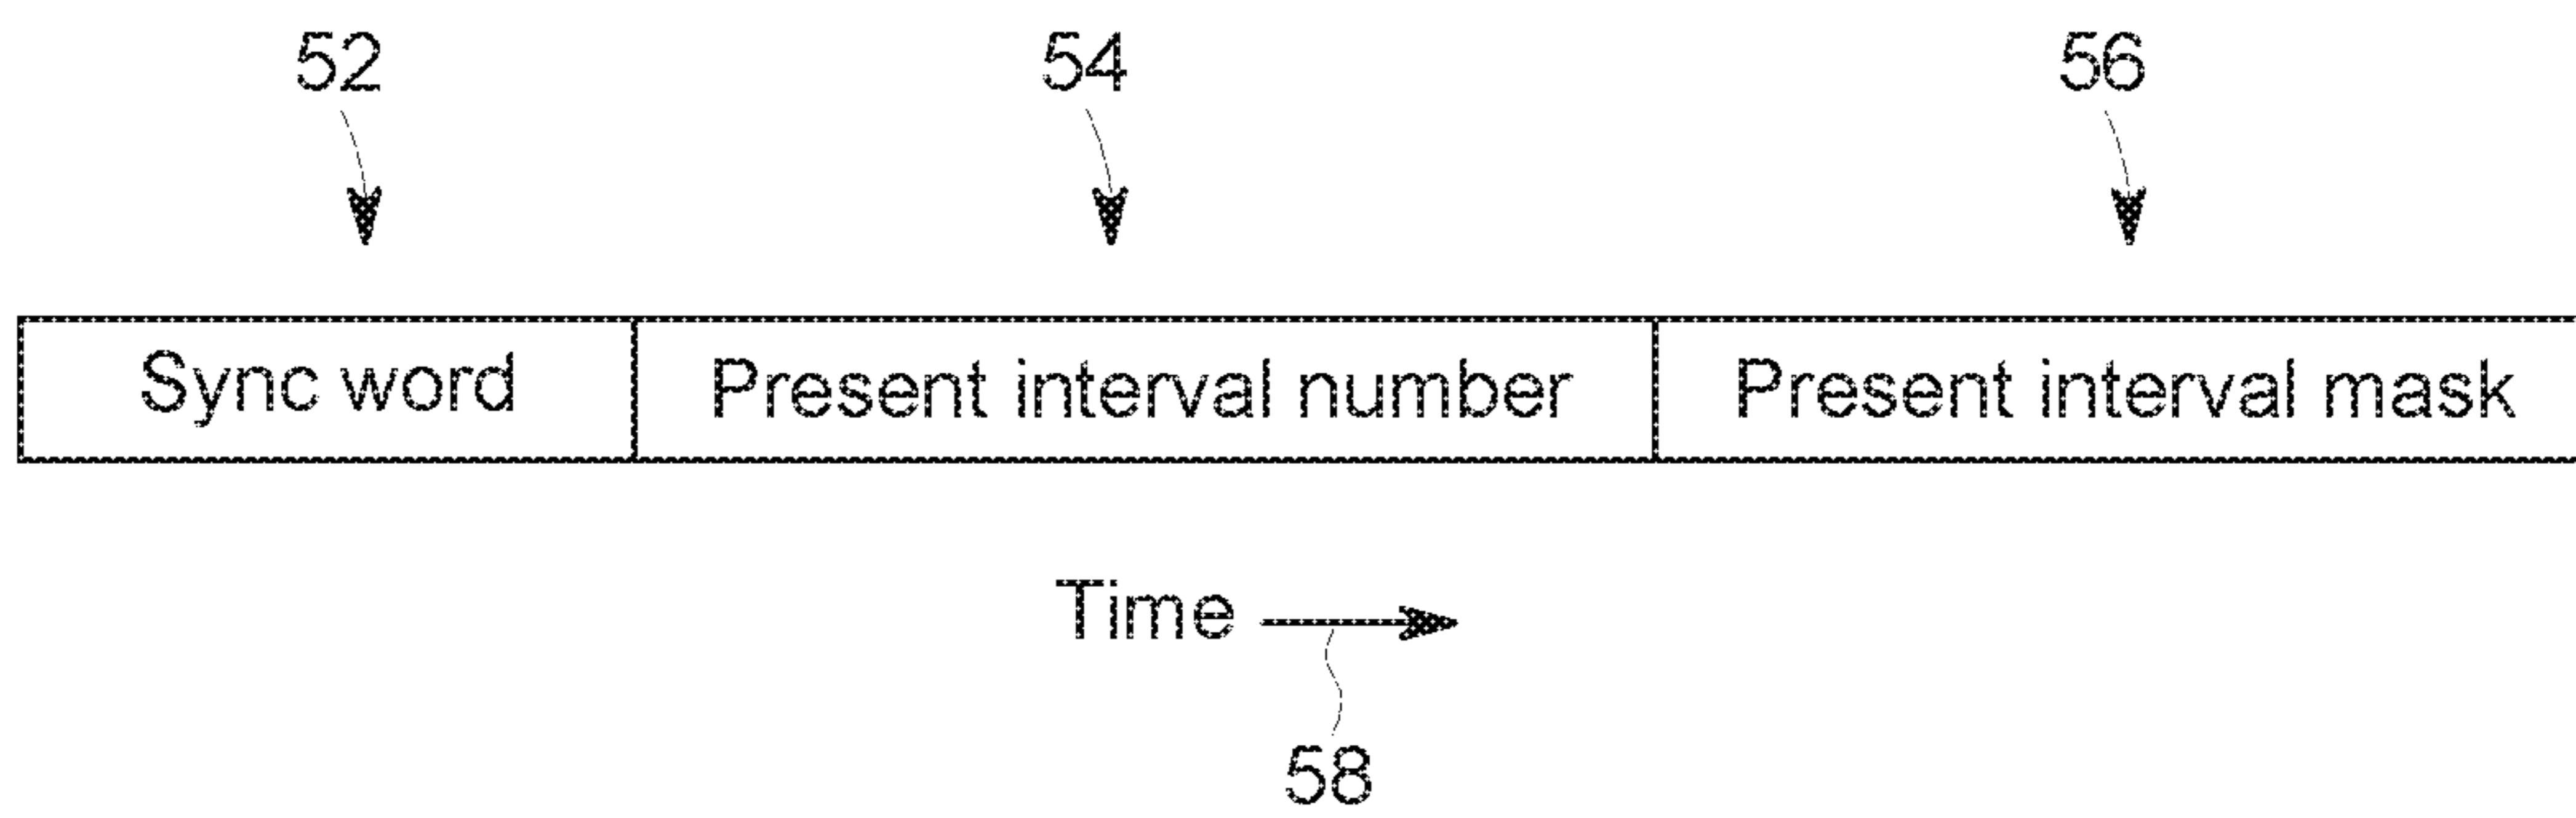 52 54 56
Sync word Present interval number Present interval mask
Time
58